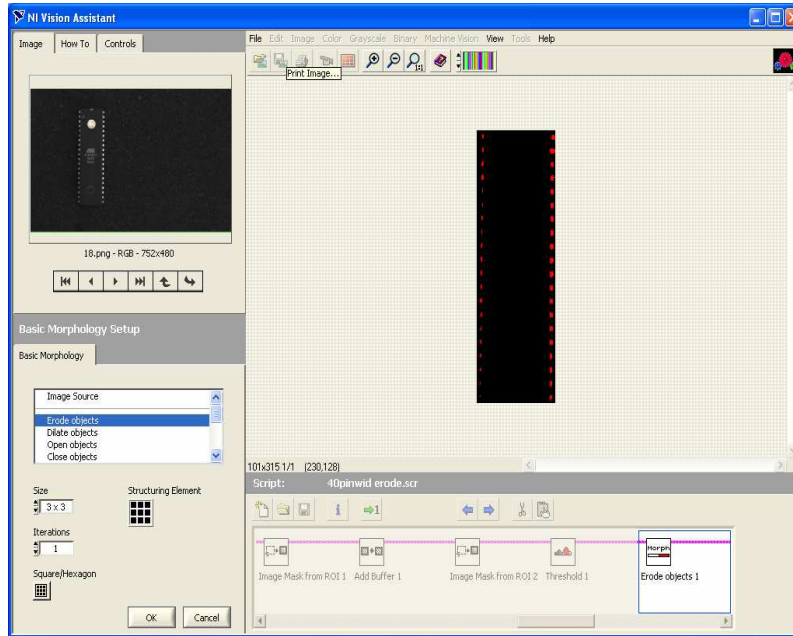 NI Vision Assistant
Image How To Controls
File Edit Image Color Grayscale Binary Machine Vision View Tools Help
1:1
Print Image...
18.png - RGB - 752x480
Basic Morphology Setup
Basic Morphology
Image Source
Erode objects
Dilate objects
Open objects
Close objects
Size
Structuring Element
3 x 3
Iterations
1
Square/Hexagon
OK Cancel
101x315 1/1 (230,128)
Script: 40pinwid erode.scr
1
Morph
Image Mask from ROI 1 Add Buffer 1 Image Mask from ROI 2 Threshold 1 Erode objects 1